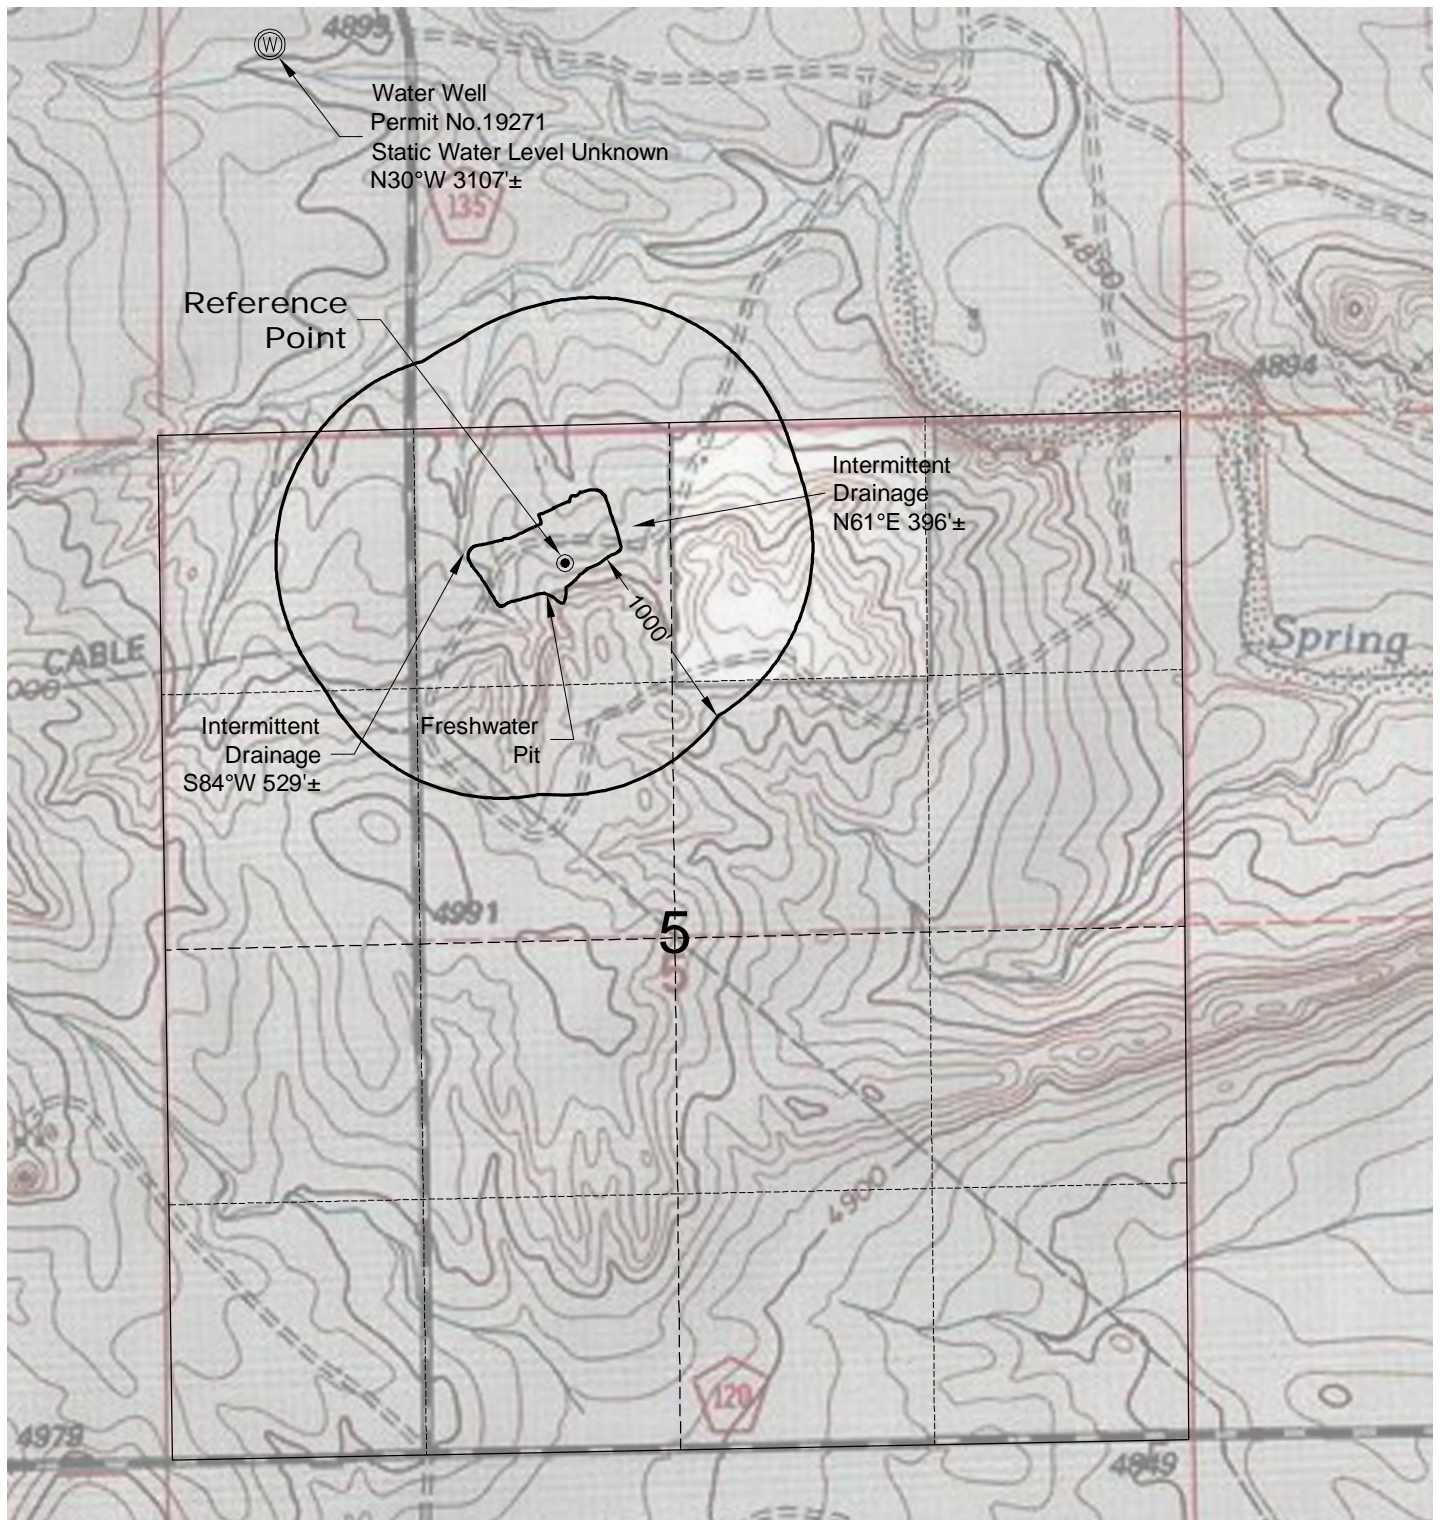 4899
W
Water Well
Permit No.19271
Static Water Level Unknown
N30°W 3107'±
135
4850
Reference
Point
4894
Intermittent
Drainage
N61°E 396'±
1000'
CABLE
Spring
Intermittent
Drainage
S84°W 529'±
Freshwater
Pit
4991
5
5
4900
120
4979
4849